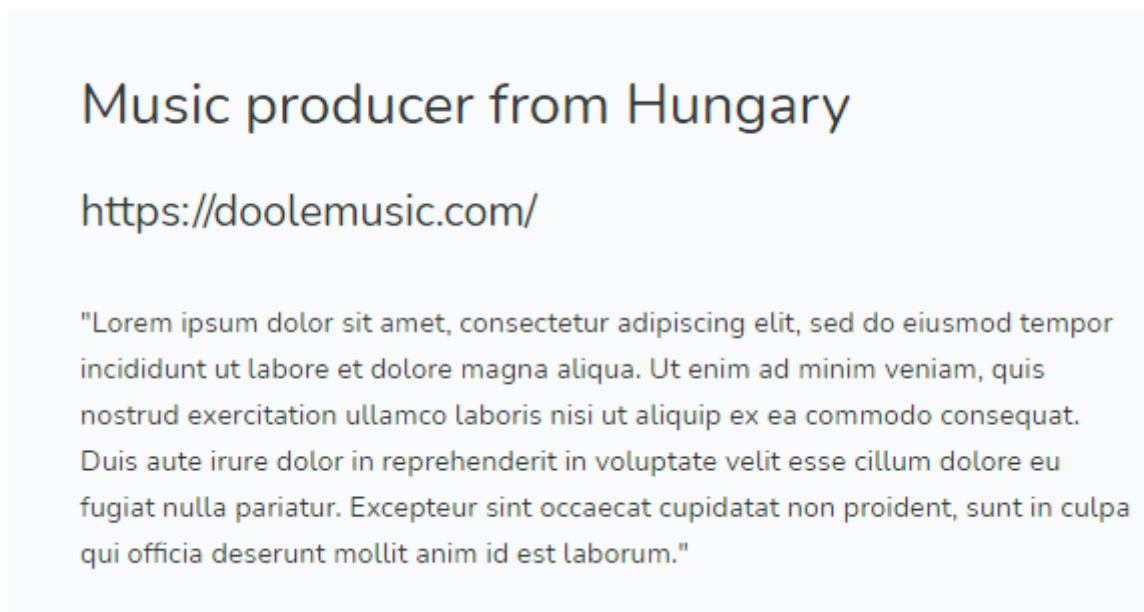 Music producer from Hungary
https://doolemusic.com/
"Lorem ipsum dolor sit amet, consectetur adipiscing elit, sed do eiusmod tempor
incididunt ut labore et dolore magna aliqua. Ut enim ad minim veniam, quis
nostrud exercitation ullamco laboris nisi ut aliquip ex ea commodo consequat.
Duis aute irure dolor in reprehenderit in voluptate velit esse cillum dolore eu
fugiat nulla pariatur. Excepteur sint occaecat cupidatat non proident, sunt in culpa
qui officia deserunt mollit anim id est laborum."